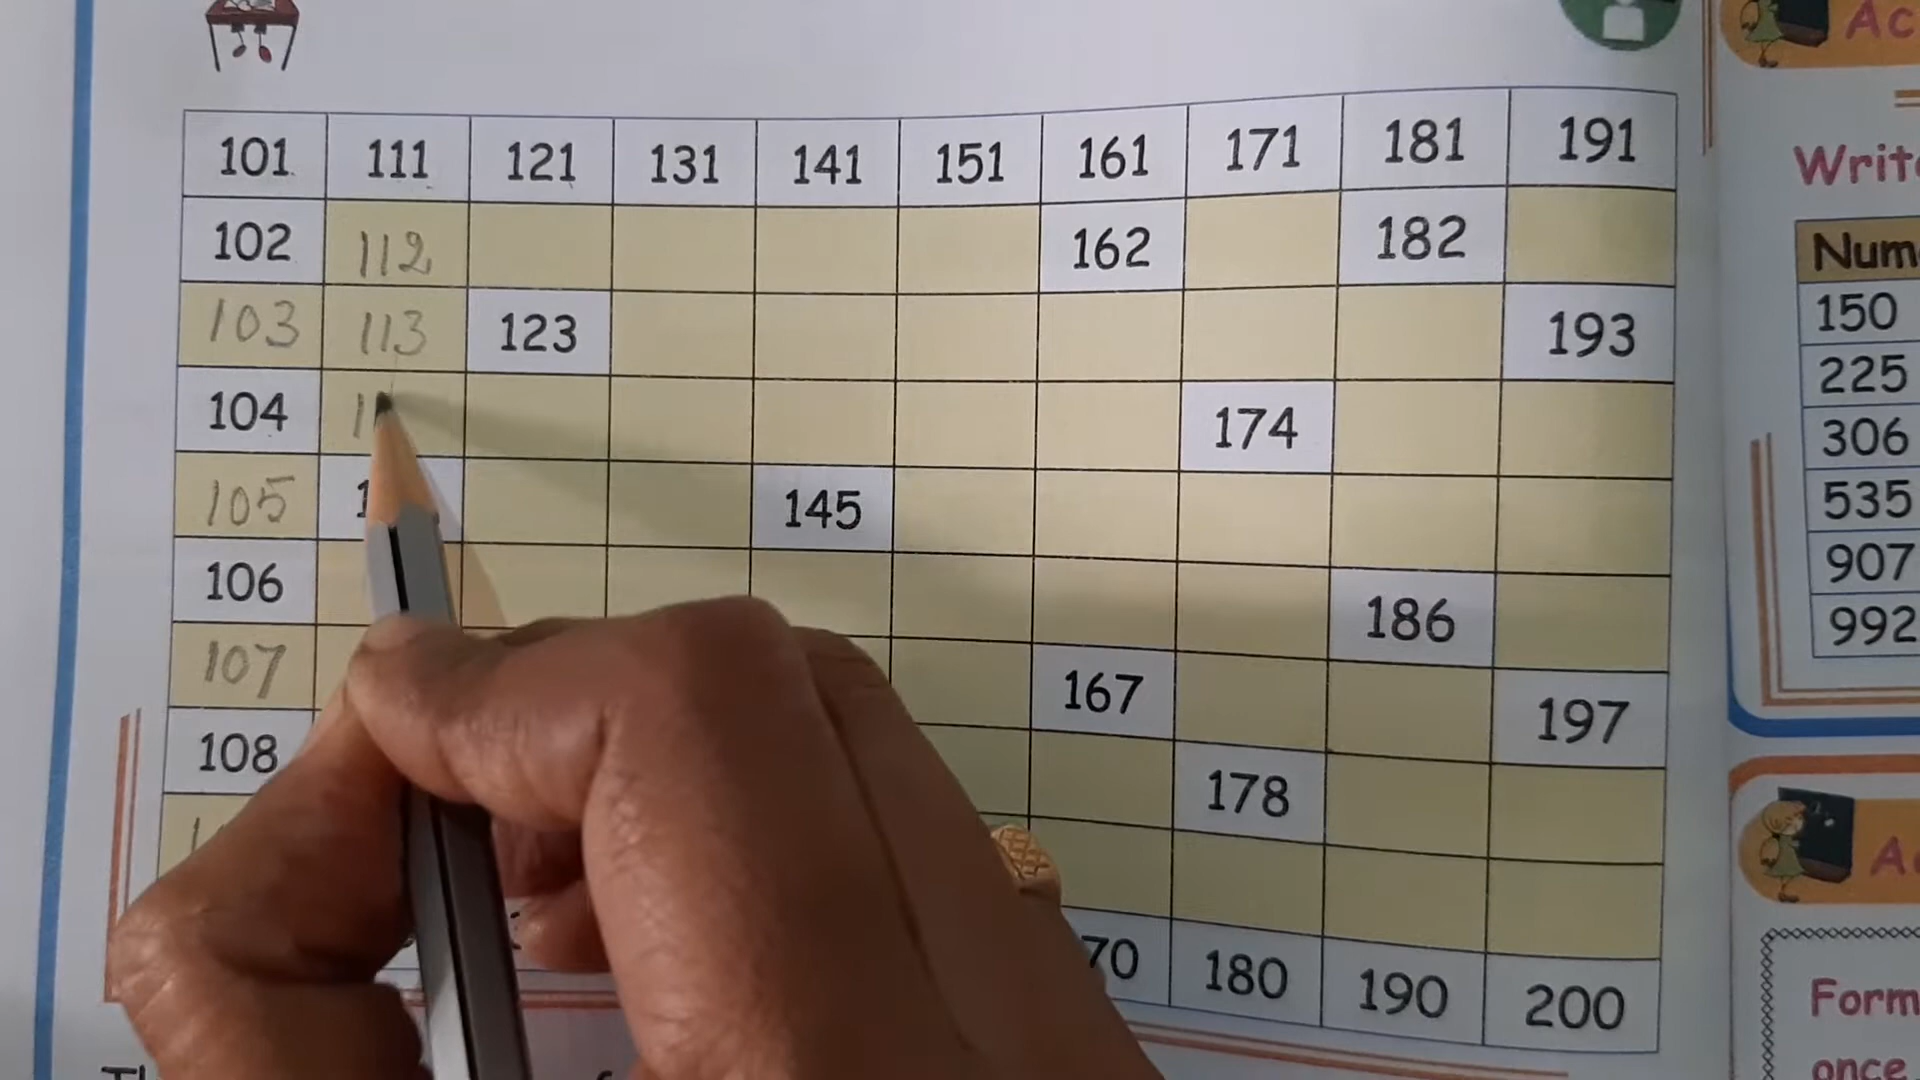 Ac
101 111 121 131 141 151 161 171 181 191
102 112 162 182
103 113 123 193
104 174
105 145
106 186
107 167 197
108 178
180 190 200
Write
150
225
306
535
907
992
Form
once